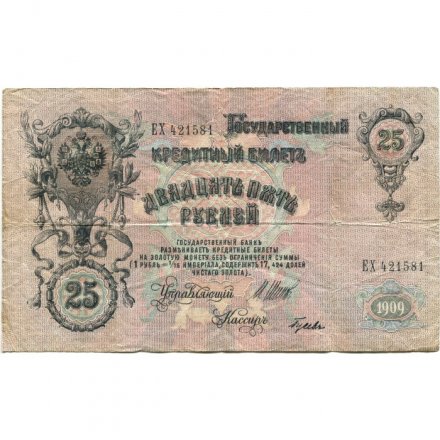 ЕХ 421581 Государственный
Кредитный Билетъ
Двадцать пять
рублей
25
Государственный Банкъ
размѣниваетъ кредитные билеты
на золотую монету безъ ограниченія суммы
(1 рубль = 1/15 имперіала, содержитъ 17,424 долей
чистаго золота).
ЕХ 421581
25
Управляющій
1909
Кассиръ